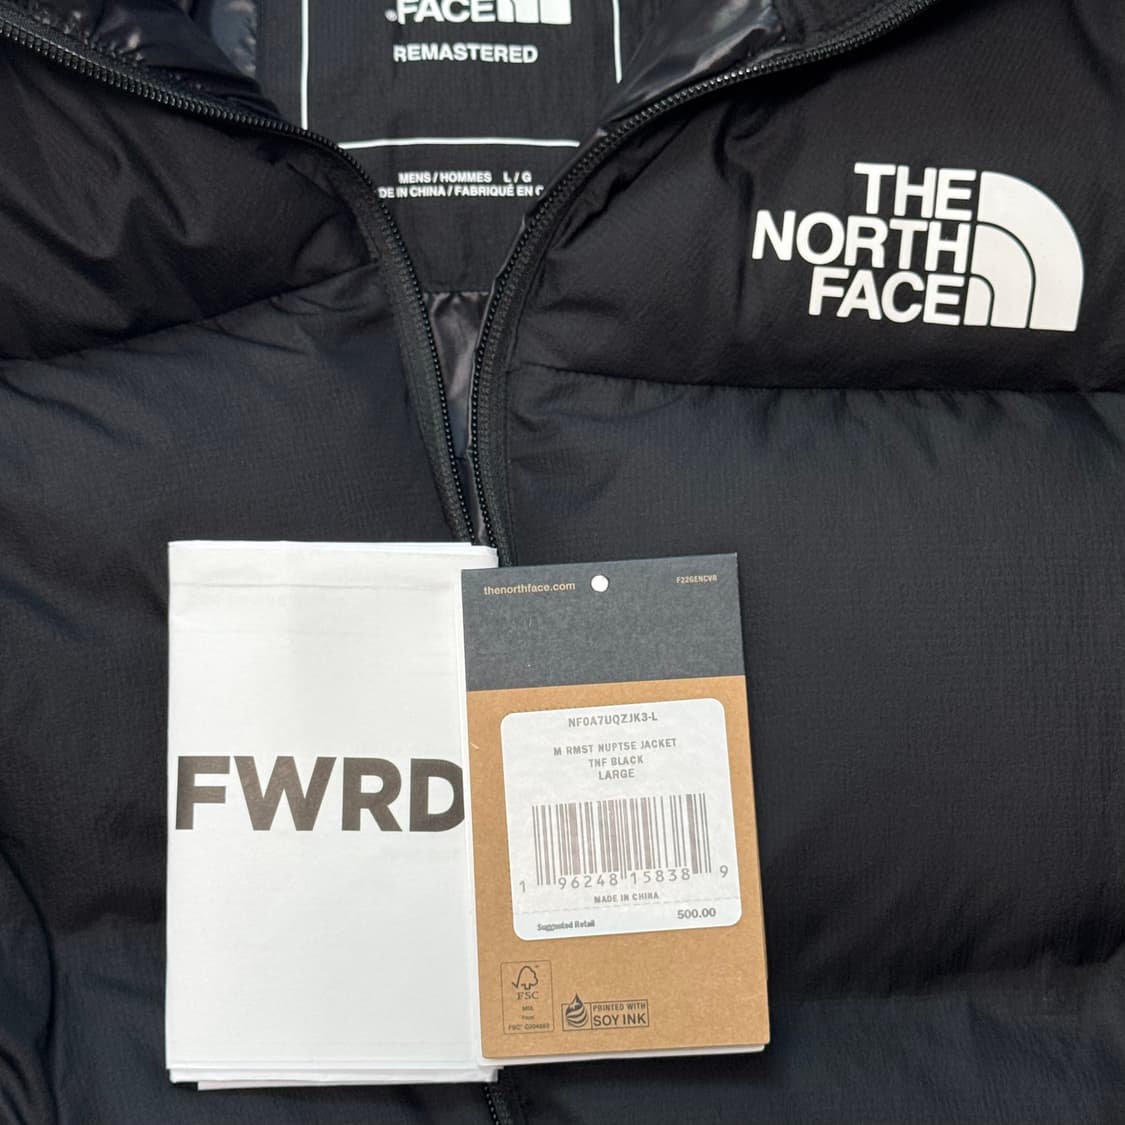 FACE
REMASTERED
MENS / HOMMES L / G
DE IN CHINA / FABRIQUÉ EN C
THE
NORTH
FACE
FWRD
thenorthface.com
F22GENCVR
NF0A7UQZJK3-L
M RMST NUPTSE JACKET
TNF BLACK
LARGE
1 96248 15838 9
MADE IN CHINA
Suggested Retail 500.00
FSC
MIX
PRINTED WITH
SOY INK